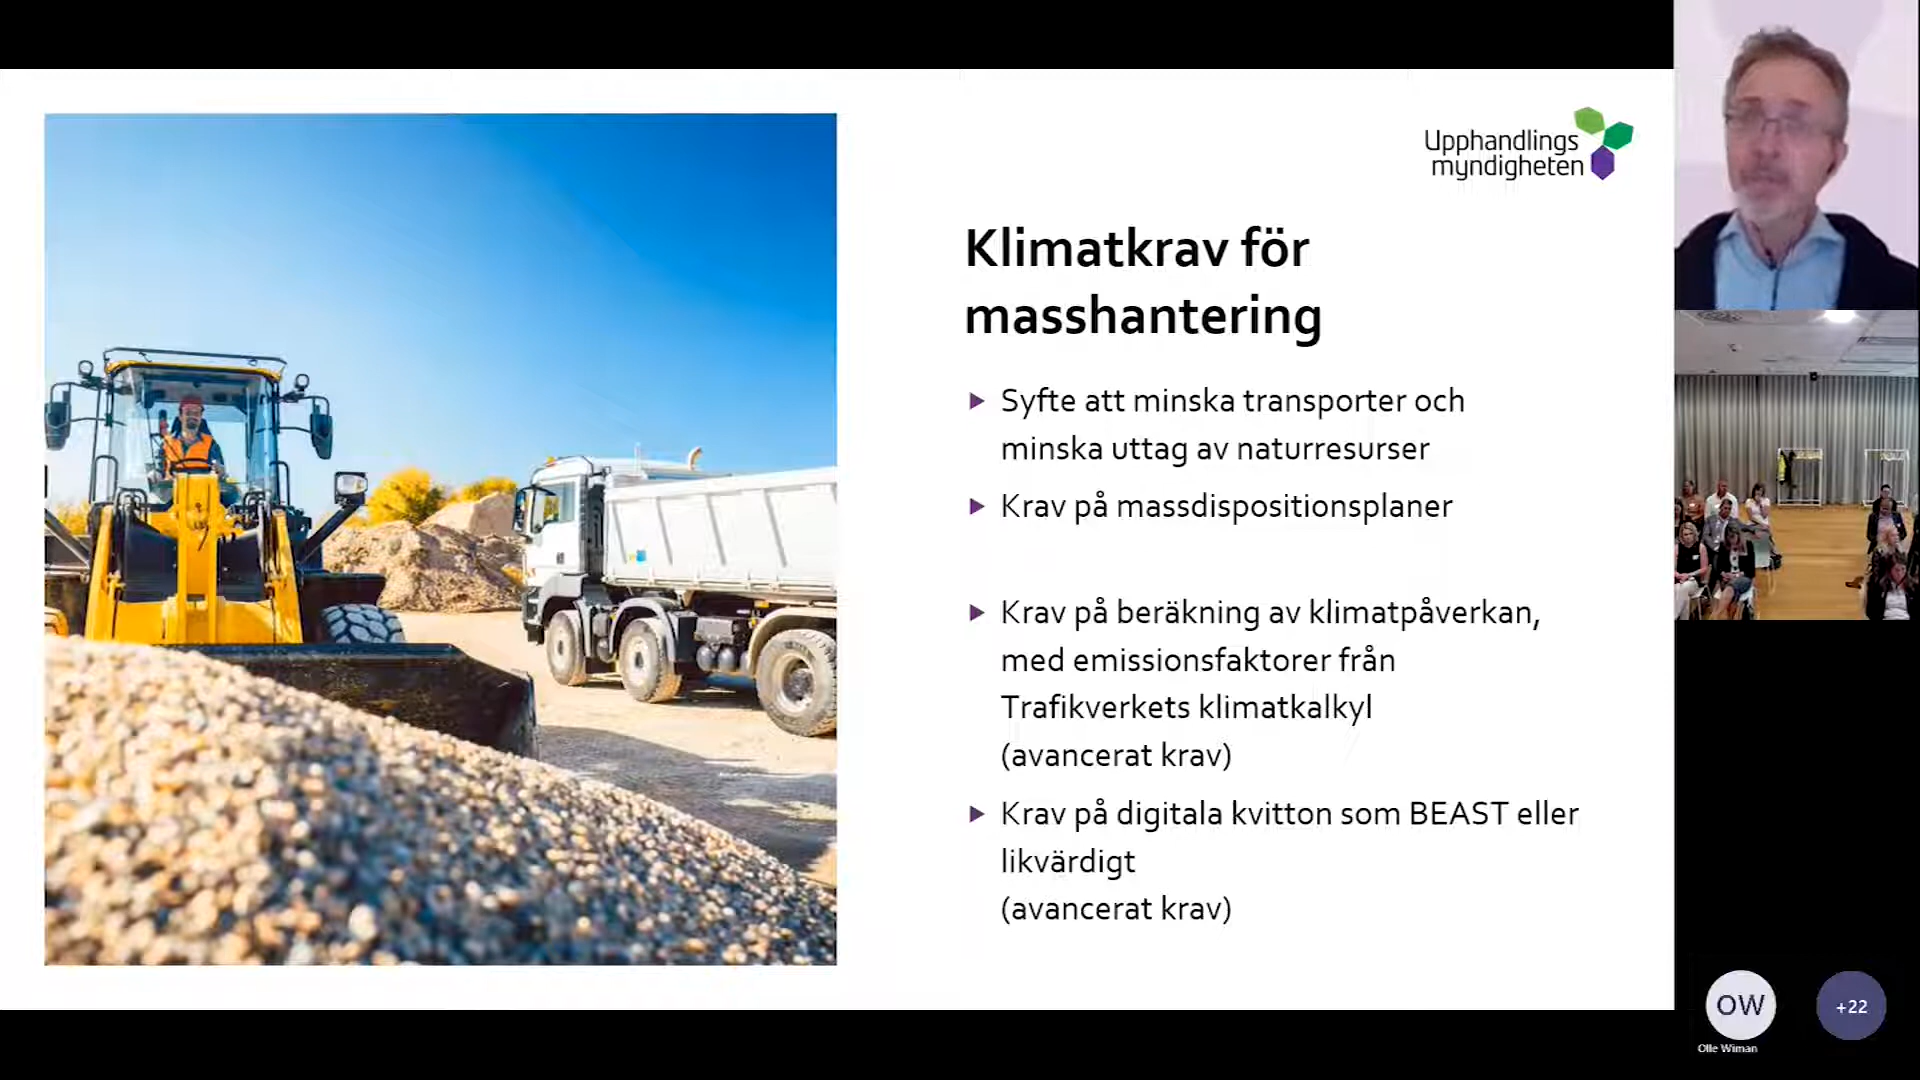 Upphandlings
myndigheten
Klimatkrav för
masshantering
Syfte att minska transporter och
minska uttag av naturresurser
Krav på massdispositionsplaner
Krav på beräkning av klimatpåverkan,
med emissionsfaktorer från
Trafikverkets klimatkalkyl
(avancerat krav)
Krav på digitala kvitton som BEAST eller
likvärdigt
(avancerat krav)
OW
+22
Olle Wiman